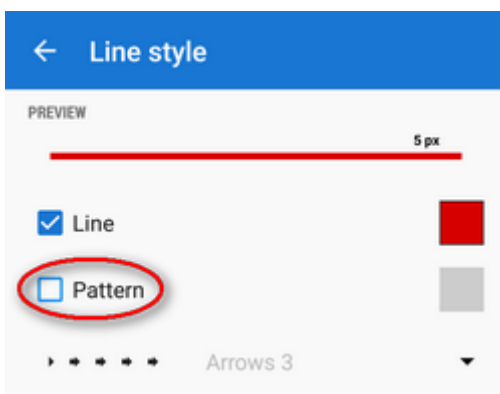 Line style
PREVIEW
5 px
Line
Pattern
Arrows 3